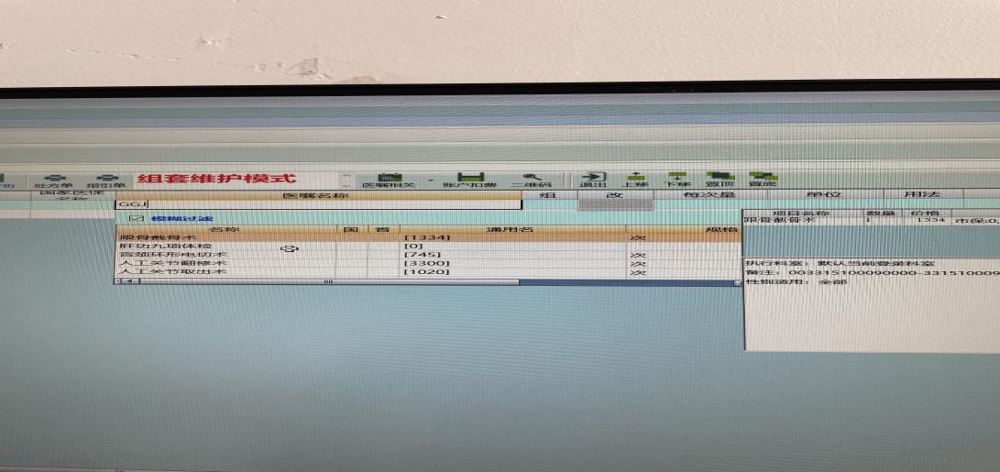 处方单 指引单 组套维护模式 医嘱相关 账户扣费 二维码 退出 上移 下移 置顶 置底
国家医保名称 医嘱名称 组 改 每次量 单位 用法
GGJ
模糊过滤
名称 国 首 通用名 规格
跟骨截骨术 [1334] 次
肝功九项体检 [0]
宫颈环形电切术 [745] 次
人工关节翻修术 [3300] 次
人工关节取出术 [1020] 次
项目名称 数量 价格
跟骨截骨术 1 1334 市保:0.
执行科室: 默认当前登录科室
备注: 003315100090000-331510009
性别适用: 全部